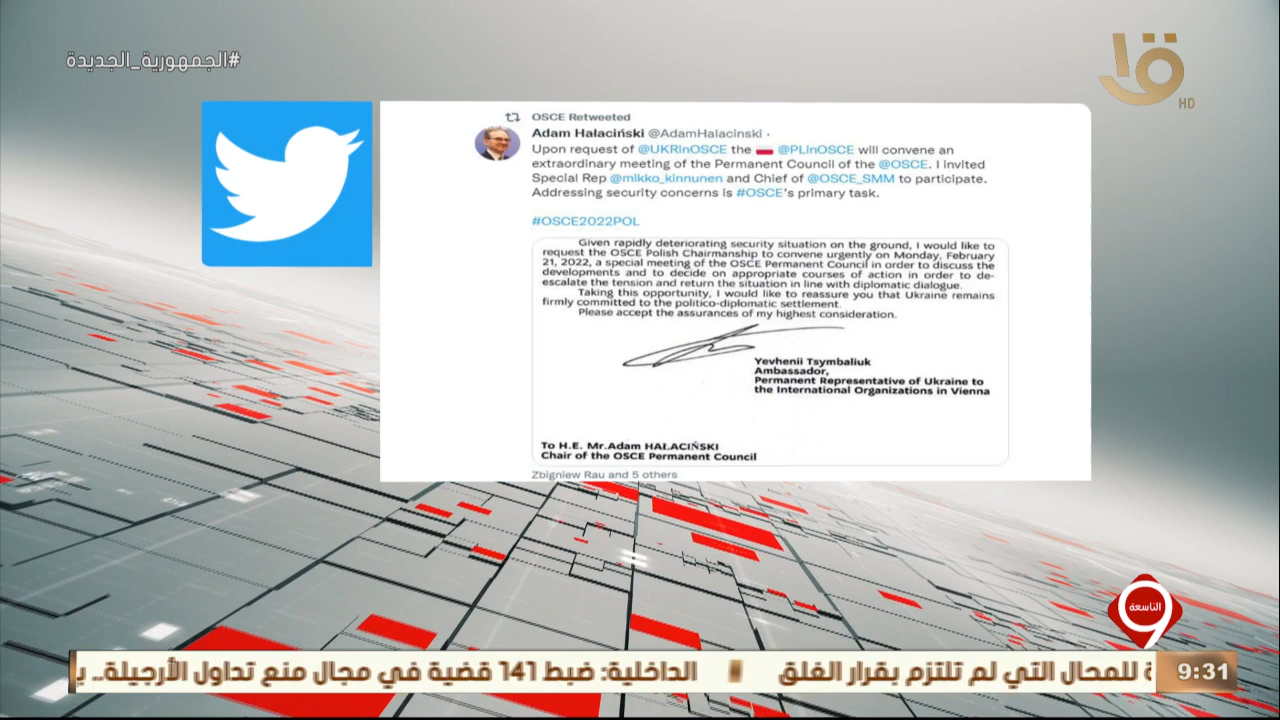 #الجمهورية_الجديدة
HD
OSCE Retweeted
Adam Hałaciński @AdamHalacinski ·
Upon request of @UKRinOSCE the 🇵🇱 @PLinOSCE will convene an
extraordinary meeting of the Permanent Council of the @OSCE. I invited
Special Rep @mikko_kinnunen and Chief of @OSCE_SMM to participate.
Addressing security concerns is #OSCE's primary task.
#OSCE2022POL
Given rapidly deteriorating security situation on the ground, I would like to
request the OSCE Polish Chairmanship to convene urgently on Monday, February
21, 2022, a special meeting of the OSCE Permanent Council in order to discuss the
developments and to decide on appropriate courses of action in order to de-
escalate the tension and return the situation in line with diplomatic dialogue.
Taking this opportunity, I would like to reassure you that Ukraine remains
firmly committed to the politico-diplomatic settlement.
Please accept the assurances of my highest consideration.
Yevhenii Tsymbaliuk
Ambassador,
Permanent Representative of Ukraine to
the International Organizations in Vienna
To H.E. Mr.Adam HAŁACIŃSKI
Chair of the OSCE Permanent Council
Zbigniew Rau and 5 others
التاسعة
9
9:31
للمحال التي لم تلتزم بقرار الغلق
الداخلية: ضبط 141 قضية في مجال منع تداول الأرجيلة..